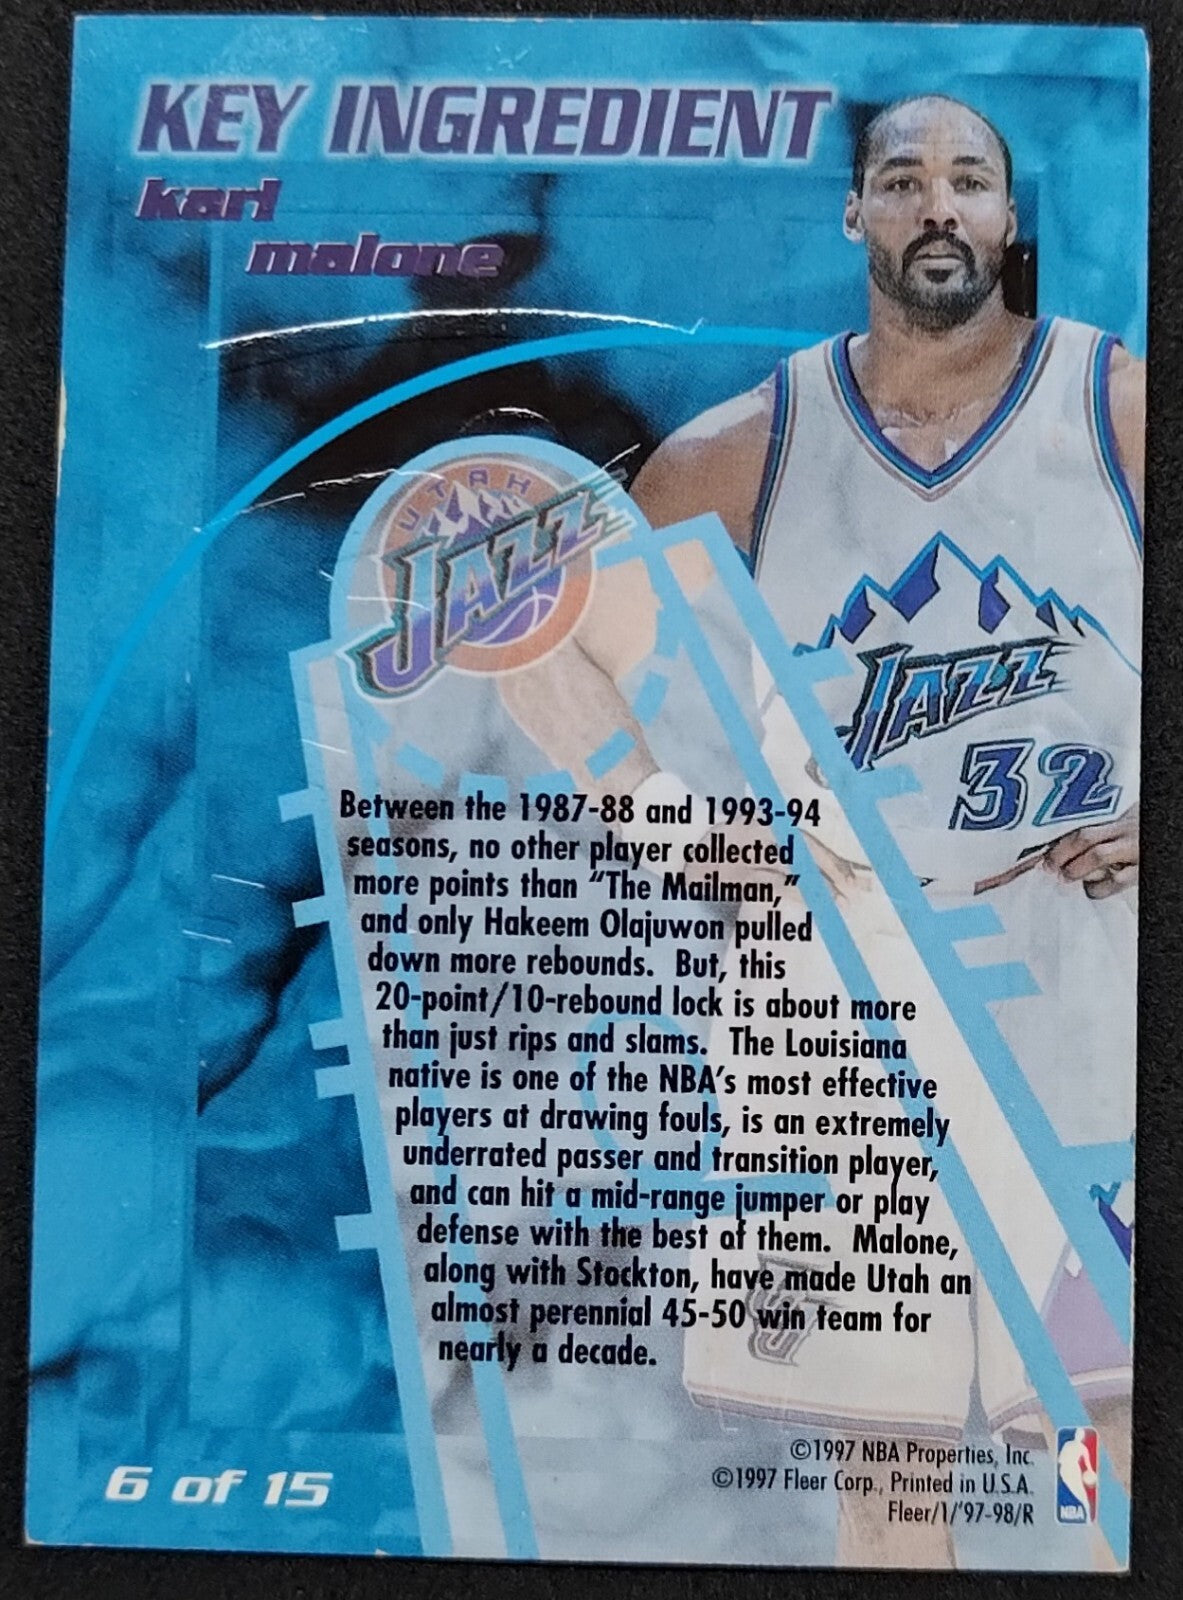 KEY INGREDIENT
karl
malone
UTAH
JAZZ
JAZZ
32
Between the 1987-88 and 1993-94
seasons, no other player collected
more points than “The Mailman,”
and only Hakeem Olajuwon pulled
down more rebounds. But, this
20-point/10-rebound lock is about more
than just rips and slams. The Louisiana
native is one of the NBA’s most effective
players at drawing fouls, is an extremely
underrated passer and transition player,
and can hit a mid-range jumper or play
defense with the best of them. Malone,
along with Stockton, have made Utah an
almost perennial 45-50 win team for
nearly a decade.
6 of 15
©1997 NBA Properties, Inc.
©1997 Fleer Corp., Printed in U.S.A.
Fleer/1/'97-98/R
NBA